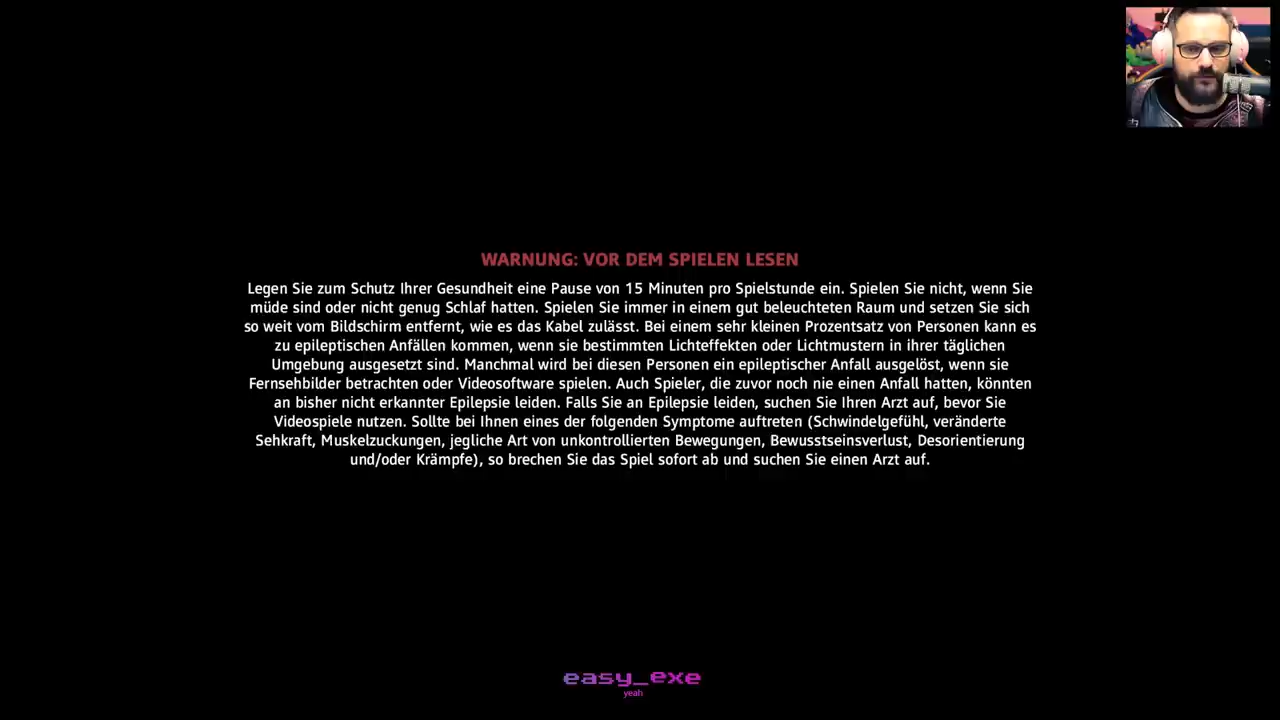 WARNUNG: VOR DEM SPIELEN LESEN
Legen Sie zum Schutz Ihrer Gesundheit eine Pause von 15 Minuten pro Spielstunde ein. Spielen Sie nicht, wenn Sie
müde sind oder nicht genug Schlaf hatten. Spielen Sie immer in einem gut beleuchteten Raum und setzen Sie sich
so weit vom Bildschirm entfernt, wie es das Kabel zulässt. Bei einem sehr kleinen Prozentsatz von Personen kann es
zu epileptischen Anfällen kommen, wenn sie bestimmten Lichteffekten oder Lichtmustern in ihrer täglichen
Umgebung ausgesetzt sind. Manchmal wird bei diesen Personen ein epileptischer Anfall ausgelöst, wenn sie
Fernsehbilder betrachten oder Videosoftware spielen. Auch Spieler, die zuvor noch nie einen Anfall hatten, könnten
an bisher nicht erkannter Epilepsie leiden. Falls Sie an Epilepsie leiden, suchen Sie Ihren Arzt auf, bevor Sie
Videospiele nutzen. Sollte bei Ihnen eines der folgenden Symptome auftreten (Schwindelgefühl, veränderte
Sehkraft, Muskelzuckungen, jegliche Art von unkontrollierten Bewegungen, Bewusstseinsverlust, Desorientierung
und/oder Krämpfe), so brechen Sie das Spiel sofort ab und suchen Sie einen Arzt auf.
easy_exe
yeah